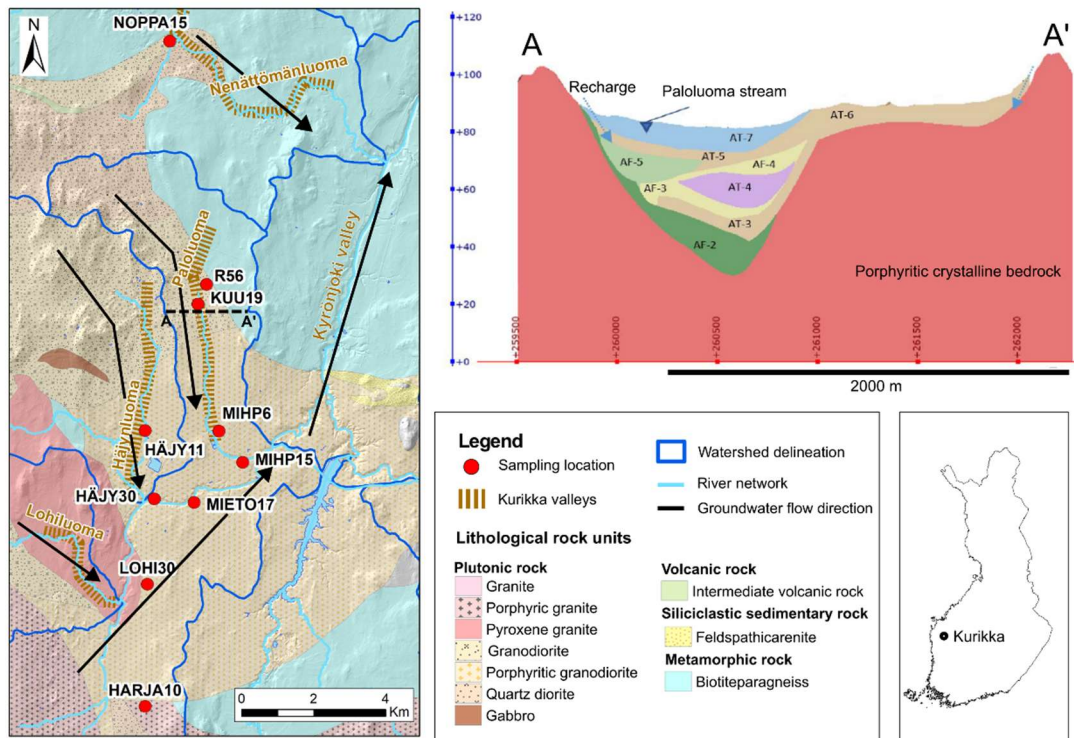 N
NOPPA15
Nenättömänluoma
Paloluoma
R56
KUU19
A
A'
Kyrönjoki valley
Häjynluoma
MIHP6
HÄJY11
MIHP15
HÄJY30
MIETO17
Lohiluoma
LOHI30
HARJA10
0 2 4
Km
+120
+100
+80
+60
+40
+20
+0
A
A'
Recharge
Paloluoma stream
AT-7
AT-6
AT-5
AF-5
AF-4
AF-3
AT-4
AT-3
AF-2
Porphyritic crystalline bedrock
+259500
+260000
+260500
+261000
+261500
+262000
2000 m
Legend
Sampling location
Kurikka valleys
Watershed delineation
River network
Groundwater flow direction
Lithological rock units
Plutonic rock
Granite
Porphyric granite
Pyroxene granite
Granodiorite
Porphyritic granodiorite
Quartz diorite
Gabbro
Volcanic rock
Intermediate volcanic rock
Siliciclastic sedimentary rock
Feldspathicarenite
Metamorphic rock
Biotiteparagneiss
Kurikka